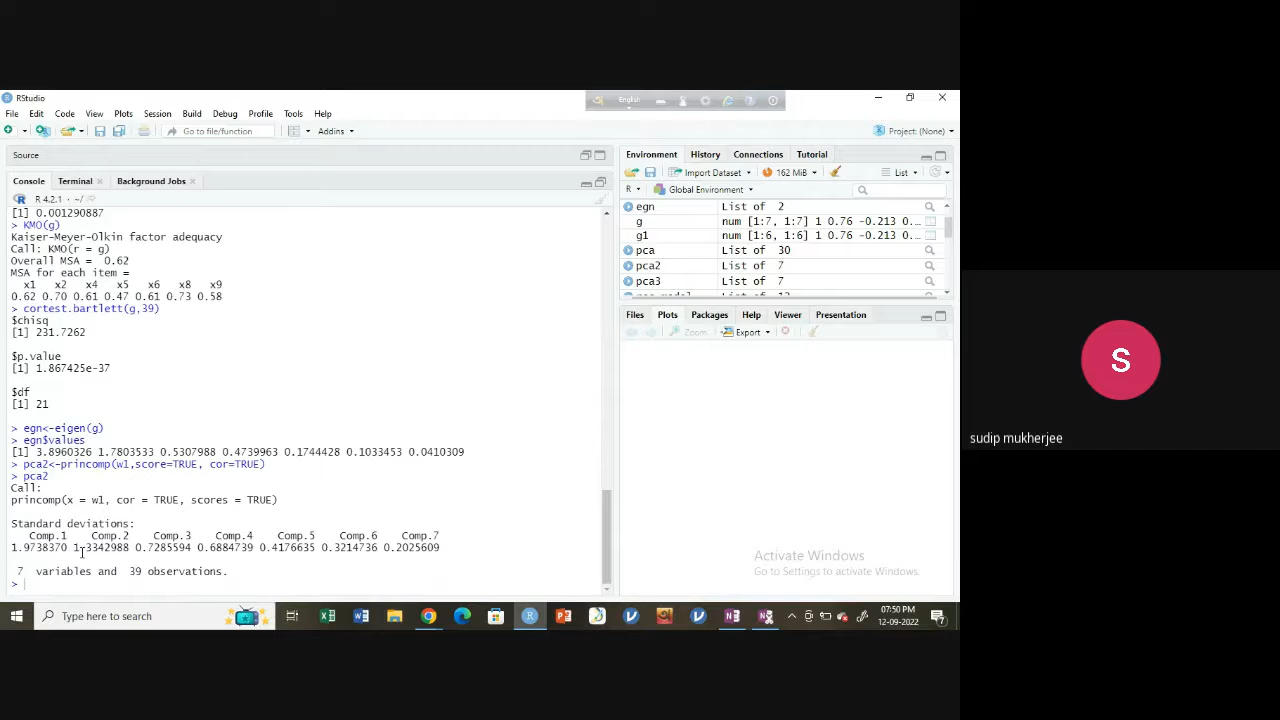 RStudio
English
File Edit Code View Plots Session Build Debug Profile Tools Help
Go to file/function Addins Project: (None)
Source
Console Terminal Background Jobs
R 4.2.1 · ~/
[1] 0.001290887
> KMO(g)
Kaiser-Meyer-Olkin factor adequacy
Call: KMO(r = g)
Overall MSA = 0.62
MSA for each item =
x1 x2 x4 x5 x6 x8 x9
0.62 0.70 0.61 0.47 0.61 0.73 0.58
> cortest.bartlett(g,39)
$chisq
[1] 231.7262
$p.value
[1] 1.867425e-37
$df
[1] 21
> egn<-eigen(g)
> egn$values
[1] 3.8960326 1.7803533 0.5307988 0.4739963 0.1744428 0.1033453 0.0410309
> pca2<-princomp(w1,score=TRUE, cor=TRUE)
> pca2
Call:
princomp(x = w1, cor = TRUE, scores = TRUE)
Standard deviations:
Comp.1 Comp.2 Comp.3 Comp.4 Comp.5 Comp.6 Comp.7
1.9738370 1.3342988 0.7285594 0.6884739 0.4176635 0.3214736 0.2025609
7 variables and 39 observations.
>
Environment History Connections Tutorial
Import Dataset 162 MiB List
R Global Environment
egn List of 2
g num [1:7, 1:7] 1 0.76 -0.213 0...
g1 num [1:6, 1:6] 1 0.76 -0.213 0...
pca List of 30
pca2 List of 7
pca3 List of 7
Files Plots Packages Help Viewer Presentation
Zoom Export
Activate Windows
Go to Settings to activate Windows.
S
sudip mukherjee
Type here to search
07:50 PM
12-09-2022
7